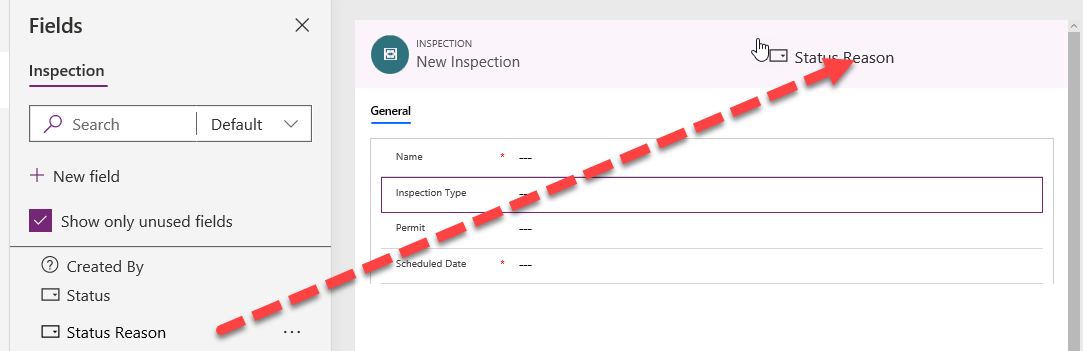 Fields
Inspection
Search
Default
New field
Show only unused fields
Created By
Status
Status Reason
INSPECTION
New Inspection
Status Reason
General
Name * ---
Inspection Type ---
Permit ---
Scheduled Date * ---